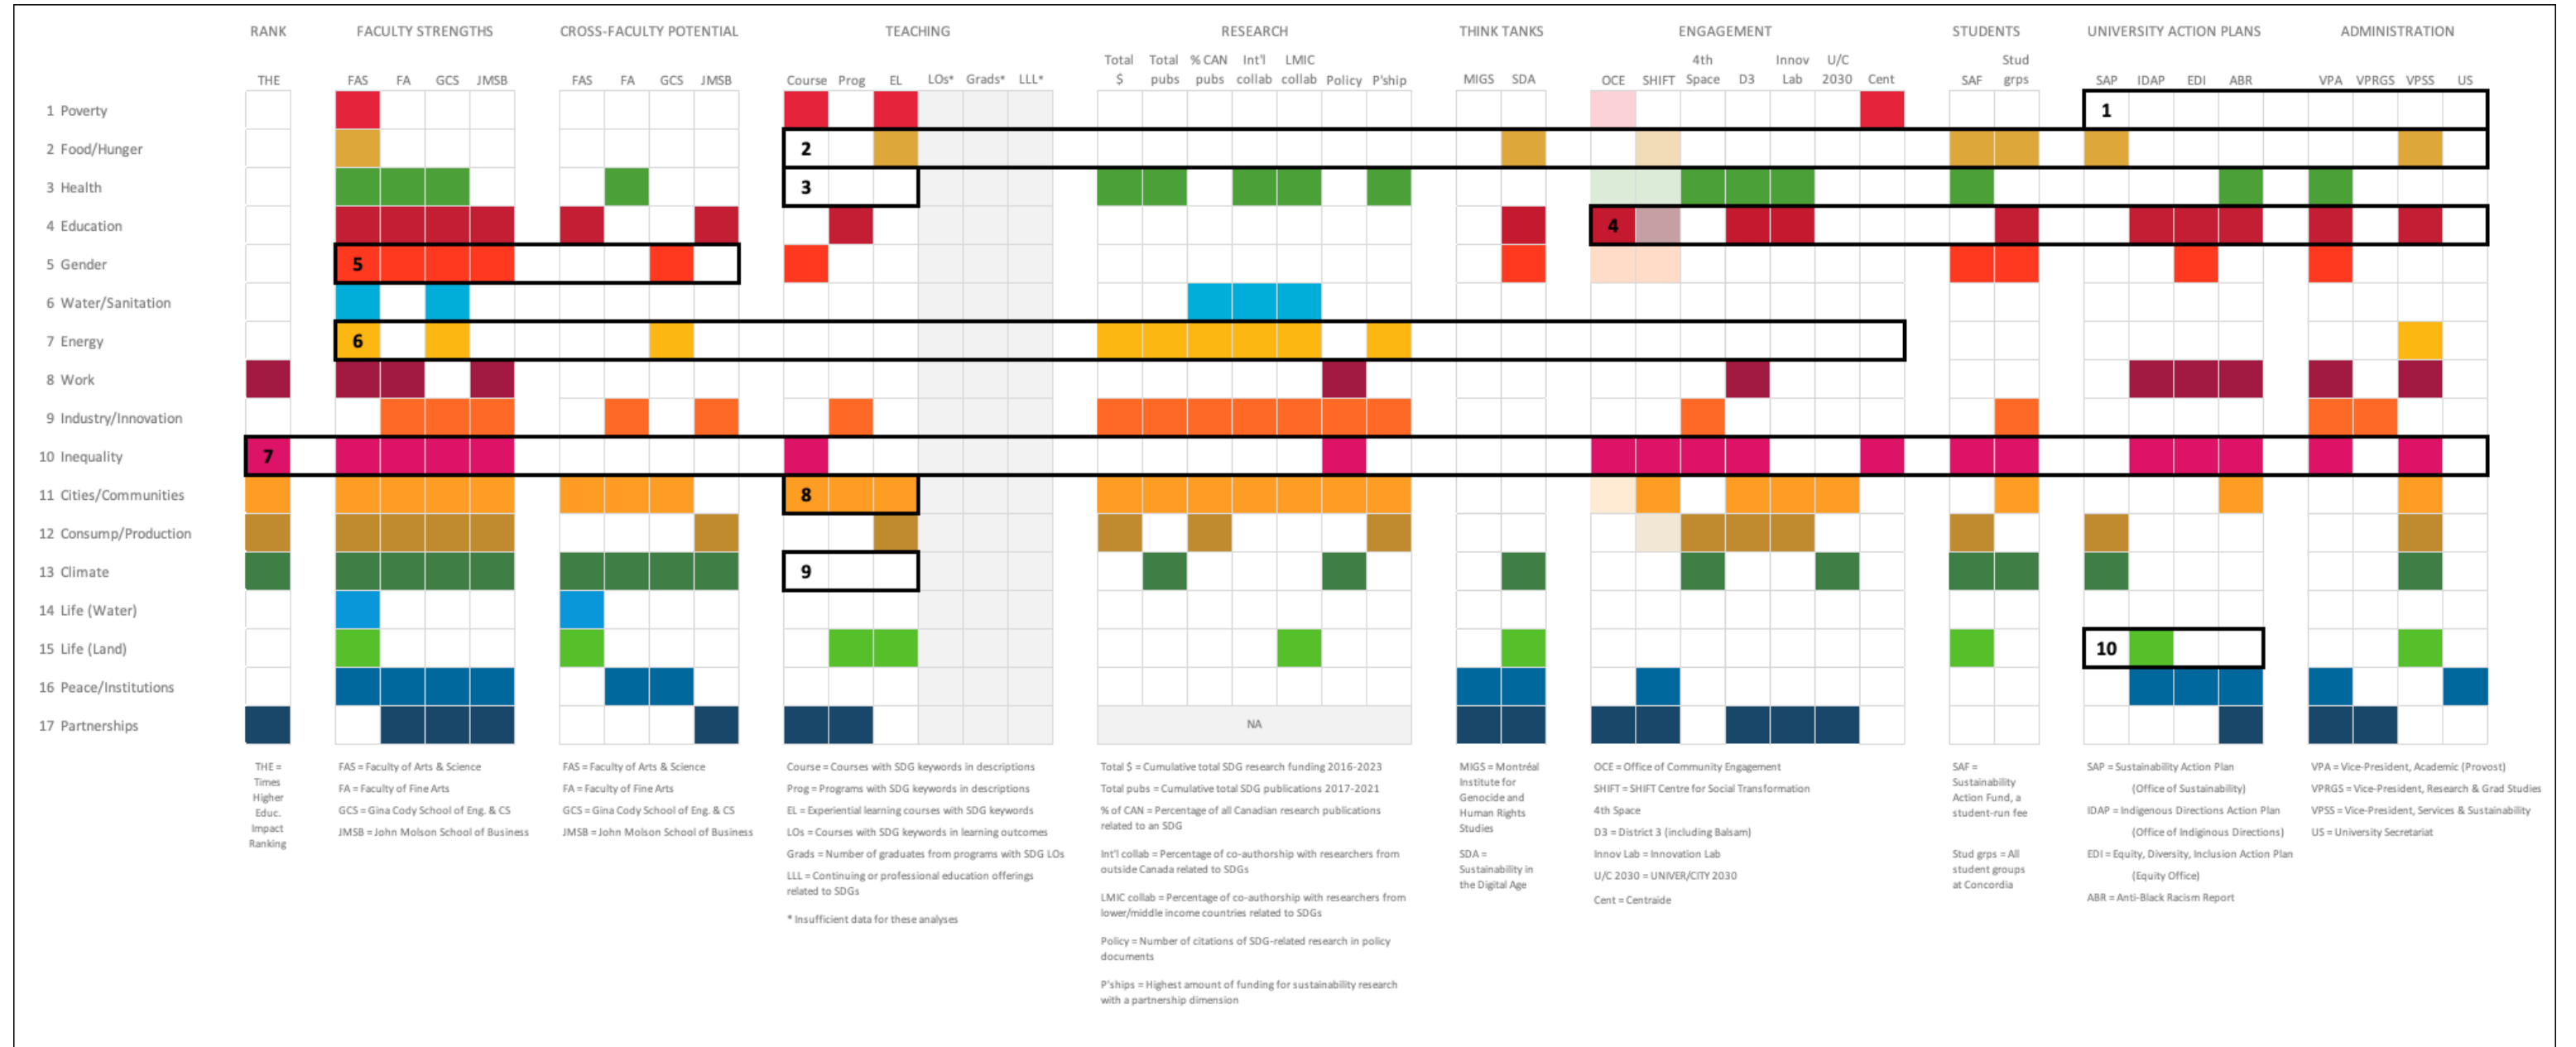 RANK FACULTY STRENGTHS CROSS-FACULTY POTENTIAL TEACHING RESEARCH THINK TANKS ENGAGEMENT STUDENTS UNIVERSITY ACTION PLANS ADMINISTRATION
THE FAS FA GCS JMSB FAS FA GCS JMSB Course Prog EL LOs* Grads* LLL* Total $ Total pubs % CAN pubs Int'l collab LMIC collab Policy P'ship MIGS SDA OCE SHIFT 4th Space D3 Innov Lab U/C 2030 Cent SAF Stud grps SAP IDAP EDI ABR VPA VPRGS VPSS US
1 Poverty 1
2 Food/Hunger 2
3 Health 3
4 Education 4
5 Gender 5
6 Water/Sanitation
7 Energy 6
8 Work
9 Industry/Innovation
10 Inequality 7
11 Cities/Communities 8
12 Consump/Production
13 Climate 9
14 Life (Water)
15 Life (Land) 10
16 Peace/Institutions
17 Partnerships NA
THE =
Times
Higher
Educ.
Impact
Ranking
FAS = Faculty of Arts & Science
FA = Faculty of Fine Arts
GCS = Gina Cody School of Eng. & CS
JMSB = John Molson School of Business
FAS = Faculty of Arts & Science
FA = Faculty of Fine Arts
GCS = Gina Cody School of Eng. & CS
JMSB = John Molson School of Business
Course = Courses with SDG keywords in descriptions
Prog = Programs with SDG keywords in descriptions
EL = Experiential learning courses with SDG keywords
LOs = Courses with SDG keywords in learning outcomes
Grads = Number of graduates from programs with SDG LOs
LLL = Continuing or professional education offerings
related to SDGs
* Insufficient data for these analyses
Total $ = Cumulative total SDG research funding 2016-2023
Total pubs = Cumulative total SDG publications 2017-2021
% of CAN = Percentage of all Canadian research publications
related to an SDG
Int'l collab = Percentage of co-authorship with researchers from
outside Canada related to SDGs
LMIC collab = Percentage of co-authorship with researchers from
lower/middle income countries related to SDGs
Policy = Number of citations of SDG-related research in policy
documents
P'ships = Highest amount of funding for sustainability research
with a partnership dimension
MIGS = Montréal
Institute for
Genocide and
Human Rights
Studies
SDA =
Sustainability in
the Digital Age
OCE = Office of Community Engagement
SHIFT = SHIFT Centre for Social Transformation
4th Space
D3 = District 3 (including Balsam)
Innov Lab = Innovation Lab
U/C 2030 = UNIVER/CITY 2030
Cent = Centraide
SAF =
Sustainability
Action Fund, a
student-run fee
Stud grps = All
student groups
at Concordia
SAP = Sustainability Action Plan
(Office of Sustainability)
IDAP = Indigenous Directions Action Plan
(Office of Indiginous Directions)
EDI = Equity, Diversity, Inclusion Action Plan
(Equity Office)
ABR = Anti-Black Racism Report
VPA = Vice-President, Academic (Provost)
VPRGS = Vice-President, Research & Grad Studies
VPSS = Vice-President, Services & Sustainability
US = University Secretariat